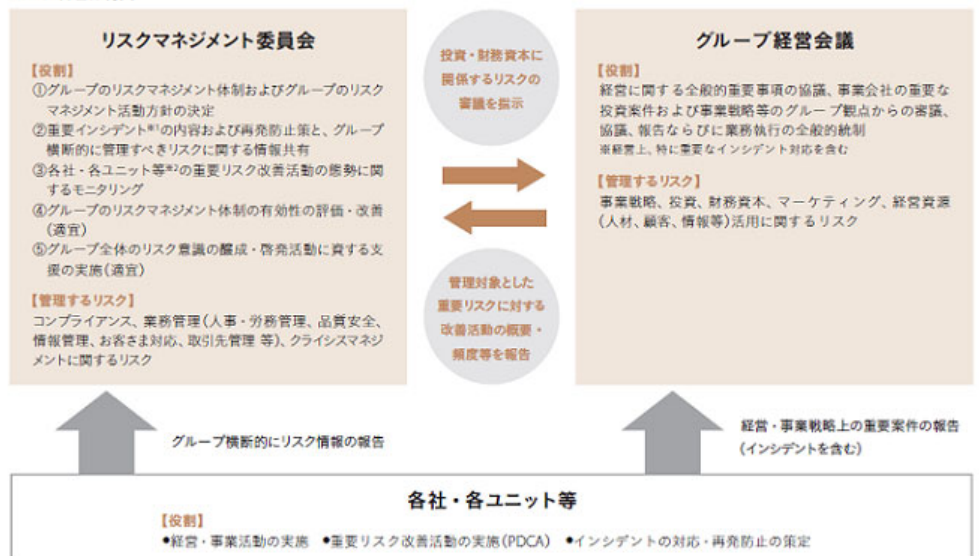 リスクマネジメント委員会
【役割】
①グループのリスクマネジメント体制およびグループのリスク
マネジメント活動方針の決定
②重要インシデント※1の内容および再発防止策と、グループ
横断的に管理すべきリスクに関する情報共有
③各社・各ユニット等※2の重要リスク改善活動の態勢に関
するモニタリング
④グループのリスクマネジメント体制の有効性の評価・改善
(適宜)
⑤グループ全体のリスク意識の醸成・啓発活動に資する支
援の実施(適宜)
【管理するリスク】
コンプライアンス、業務管理(人事・労務管理、品質安全、
情報管理、お客さま対応、取引先管理 等)、クライシスマネジ
メントに関するリスク
投資・財務資本に
関係するリスクの
審議を指示
管理対象とした
重要リスクに対する
改善活動の概要・
頻度等を報告
グループ経営会議
【役割】
経営に関する全般的重要事項の協議、事業会社の重要な
投資案件および事業戦略等のグループ観点からの審議、
協議、報告ならびに業務執行の全般的統制
※経営上、特に重要なインシデント対応を含む
【管理するリスク】
事業戦略、投資、財務資本、マーケティング、経営資源
(人材、顧客、情報等)活用に関するリスク
グループ横断的にリスク情報の報告
経営・事業戦略上の重要案件の報告
(インシデントを含む)
各社・各ユニット等
【役割】
●経営・事業活動の実施 ●重要リスク改善活動の実施(PDCA) ●インシデントの対応・再発防止の策定